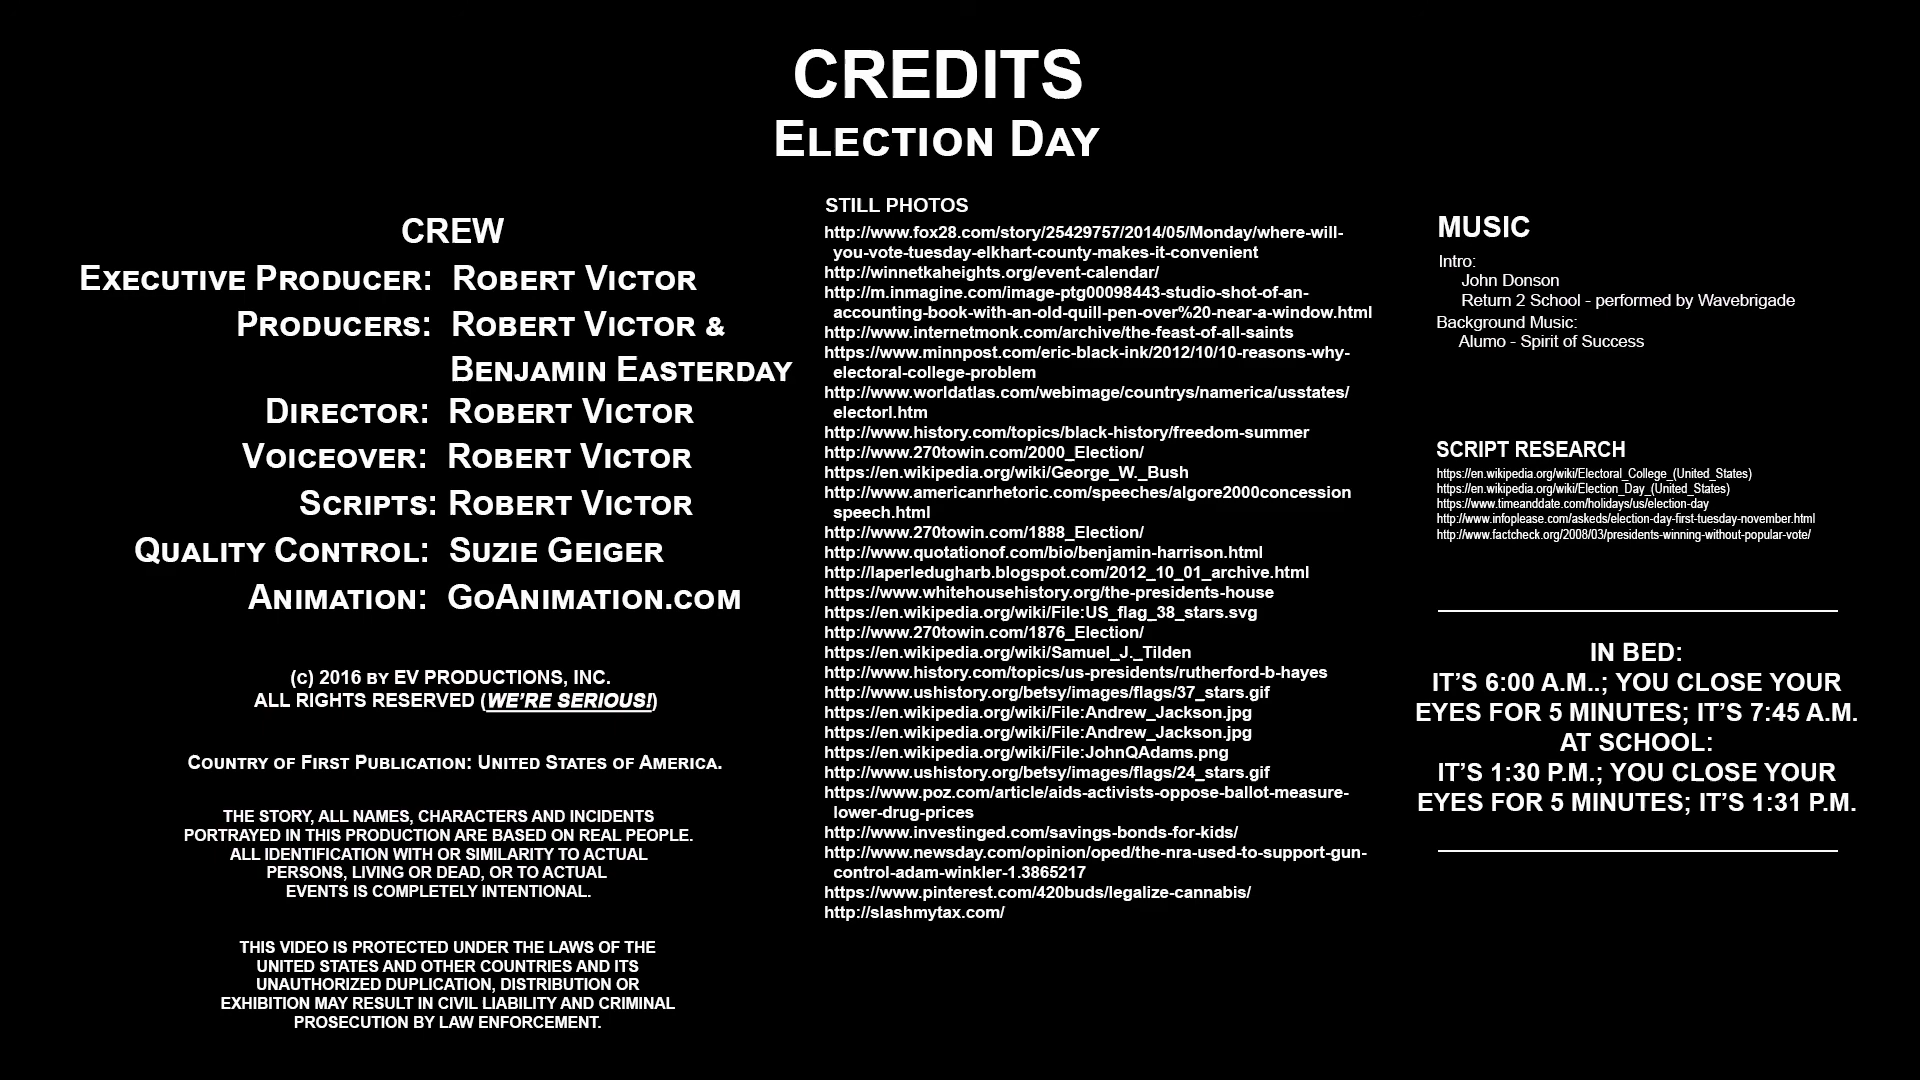 CREDITS
ELECTION DAY
CREW
EXECUTIVE PRODUCER: ROBERT VICTOR
PRODUCERS: ROBERT VICTOR &
BENJAMIN EASTERDAY
DIRECTOR: ROBERT VICTOR
VOICEOVER: ROBERT VICTOR
SCRIPTS: ROBERT VICTOR
QUALITY CONTROL: SUZIE GEIGER
ANIMATION: GOANIMATION.COM
(c) 2016 BY EV PRODUCTIONS, INC.
ALL RIGHTS RESERVED (WE'RE SERIOUS!)
COUNTRY OF FIRST PUBLICATION: UNITED STATES OF AMERICA.
THE STORY, ALL NAMES, CHARACTERS AND INCIDENTS
PORTRAYED IN THIS PRODUCTION ARE BASED ON REAL PEOPLE.
ALL IDENTIFICATION WITH OR SIMILARITY TO ACTUAL
PERSONS, LIVING OR DEAD, OR TO ACTUAL
EVENTS IS COMPLETELY INTENTIONAL.
THIS VIDEO IS PROTECTED UNDER THE LAWS OF THE
UNITED STATES AND OTHER COUNTRIES AND ITS
UNAUTHORIZED DUPLICATION, DISTRIBUTION OR
EXHIBITION MAY RESULT IN CIVIL LIABILITY AND CRIMINAL
PROSECUTION BY LAW ENFORCEMENT.
STILL PHOTOS
http://www.fox28.com/story/25429757/2014/05/Monday/where-will-
you-vote-tuesday-elkhart-county-makes-it-convenient
http://winnetkaheights.org/event-calendar/
http://m.inmagine.com/image-ptg00098443-studio-shot-of-an-
accounting-book-with-an-old-quill-pen-over%20-near-a-window.html
http://www.internetmonk.com/archive/the-feast-of-all-saints
https://www.minnpost.com/eric-black-ink/2012/10/10-reasons-why-
electoral-college-problem
http://www.worldatlas.com/webimage/countrys/namerica/usstates/
electorl.htm
http://www.history.com/topics/black-history/freedom-summer
http://www.270towin.com/2000_Election/
https://en.wikipedia.org/wiki/George_W._Bush
http://www.americanrhetoric.com/speeches/algore2000concession
speech.html
http://www.270towin.com/1888_Election/
http://www.quotationof.com/bio/benjamin-harrison.html
http://laperledugharb.blogspot.com/2012_10_01_archive.html
https://www.whitehousehistory.org/the-presidents-house
https://en.wikipedia.org/wiki/File:US_flag_38_stars.svg
http://www.270towin.com/1876_Election/
https://en.wikipedia.org/wiki/Samuel_J._Tilden
http://www.history.com/topics/us-presidents/rutherford-b-hayes
http://www.ushistory.org/betsy/images/flags/37_stars.gif
https://en.wikipedia.org/wiki/File:Andrew_Jackson.jpg
https://en.wikipedia.org/wiki/File:Andrew_Jackson.jpg
https://en.wikipedia.org/wiki/File:JohnQAdams.png
http://www.ushistory.org/betsy/images/flags/24_stars.gif
https://www.poz.com/article/aids-activists-oppose-ballot-measure-
lower-drug-prices
http://www.investinged.com/savings-bonds-for-kids/
http://www.newsday.com/opinion/oped/the-nra-used-to-support-gun-
control-adam-winkler-1.3865217
https://www.pinterest.com/420buds/legalize-cannabis/
http://slashmytax.com/
MUSIC
Intro:
John Donson
Return 2 School - performed by Wavebrigade
Background Music:
Alumo - Spirit of Success
SCRIPT RESEARCH
https://en.wikipedia.org/wiki/Electoral_College_(United_States)
https://en.wikipedia.org/wiki/Election_Day_(United_States)
https://www.timeanddate.com/holidays/us/election-day
http://www.infoplease.com/askeds/election-day-first-tuesday-november.html
http://www.factcheck.org/2008/03/presidents-winning-without-popular-vote/
IN BED:
IT'S 6:00 A.M..; YOU CLOSE YOUR
EYES FOR 5 MINUTES; IT'S 7:45 A.M.
AT SCHOOL:
IT'S 1:30 P.M.; YOU CLOSE YOUR
EYES FOR 5 MINUTES; IT'S 1:31 P.M.